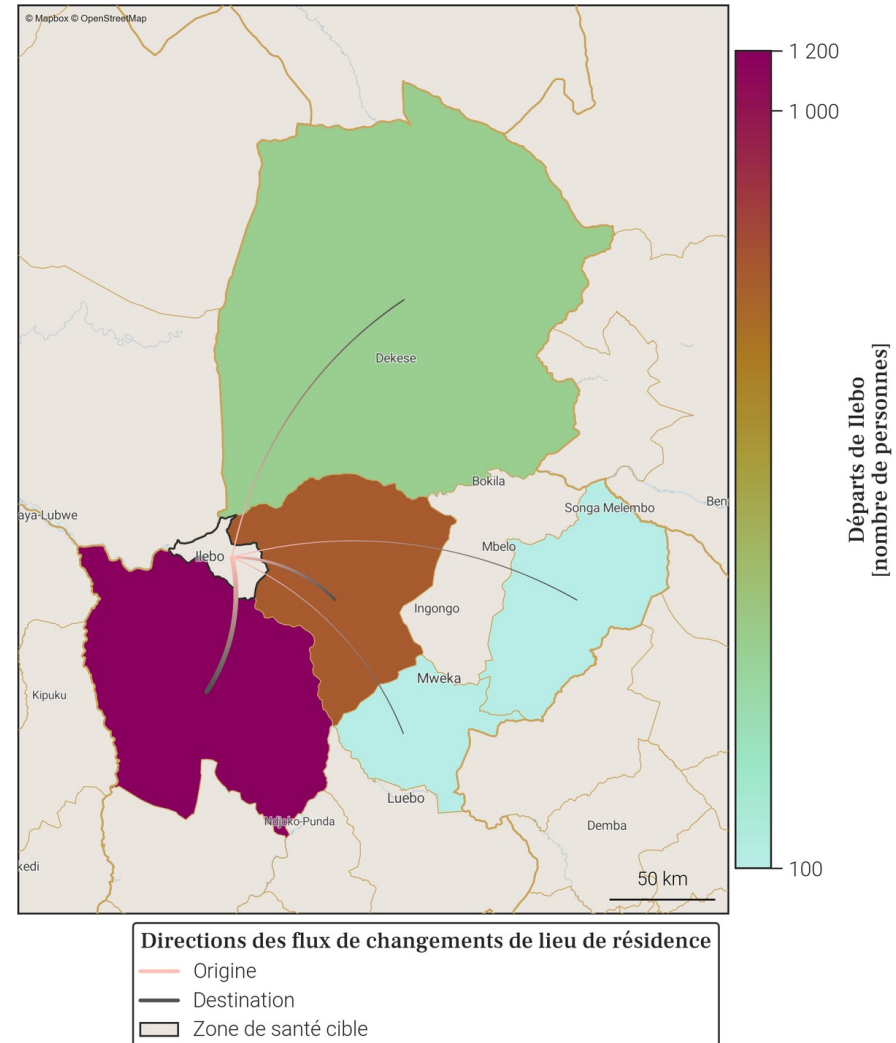 © Mapbox © OpenStreetMap
1 200
1 000
Dekese
Départs de Ilebo
[nombre de personnes]
Bokila
Songa Melembo
Ben
aya-Lubwe
Mbelo
Ilebo
Ingongo
Mweka
Kipuku
Luebo
Ndjoko-Punda
Demba
kedi
50 km
100
Directions des flux de changements de lieu de résidence
Origine
Destination
Zone de santé cible